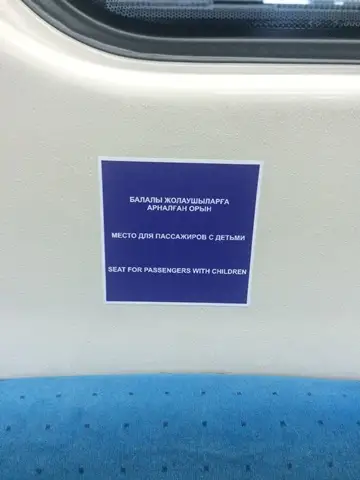 БАЛАЛЫ ЖОЛАУШЫЛАРҒА
АРНАЛҒАН ОРЫН
МЕСТО ДЛЯ ПАССАЖИРОВ С ДЕТЬМИ
SEAT FOR PASSENGERS WITH CHILDREN